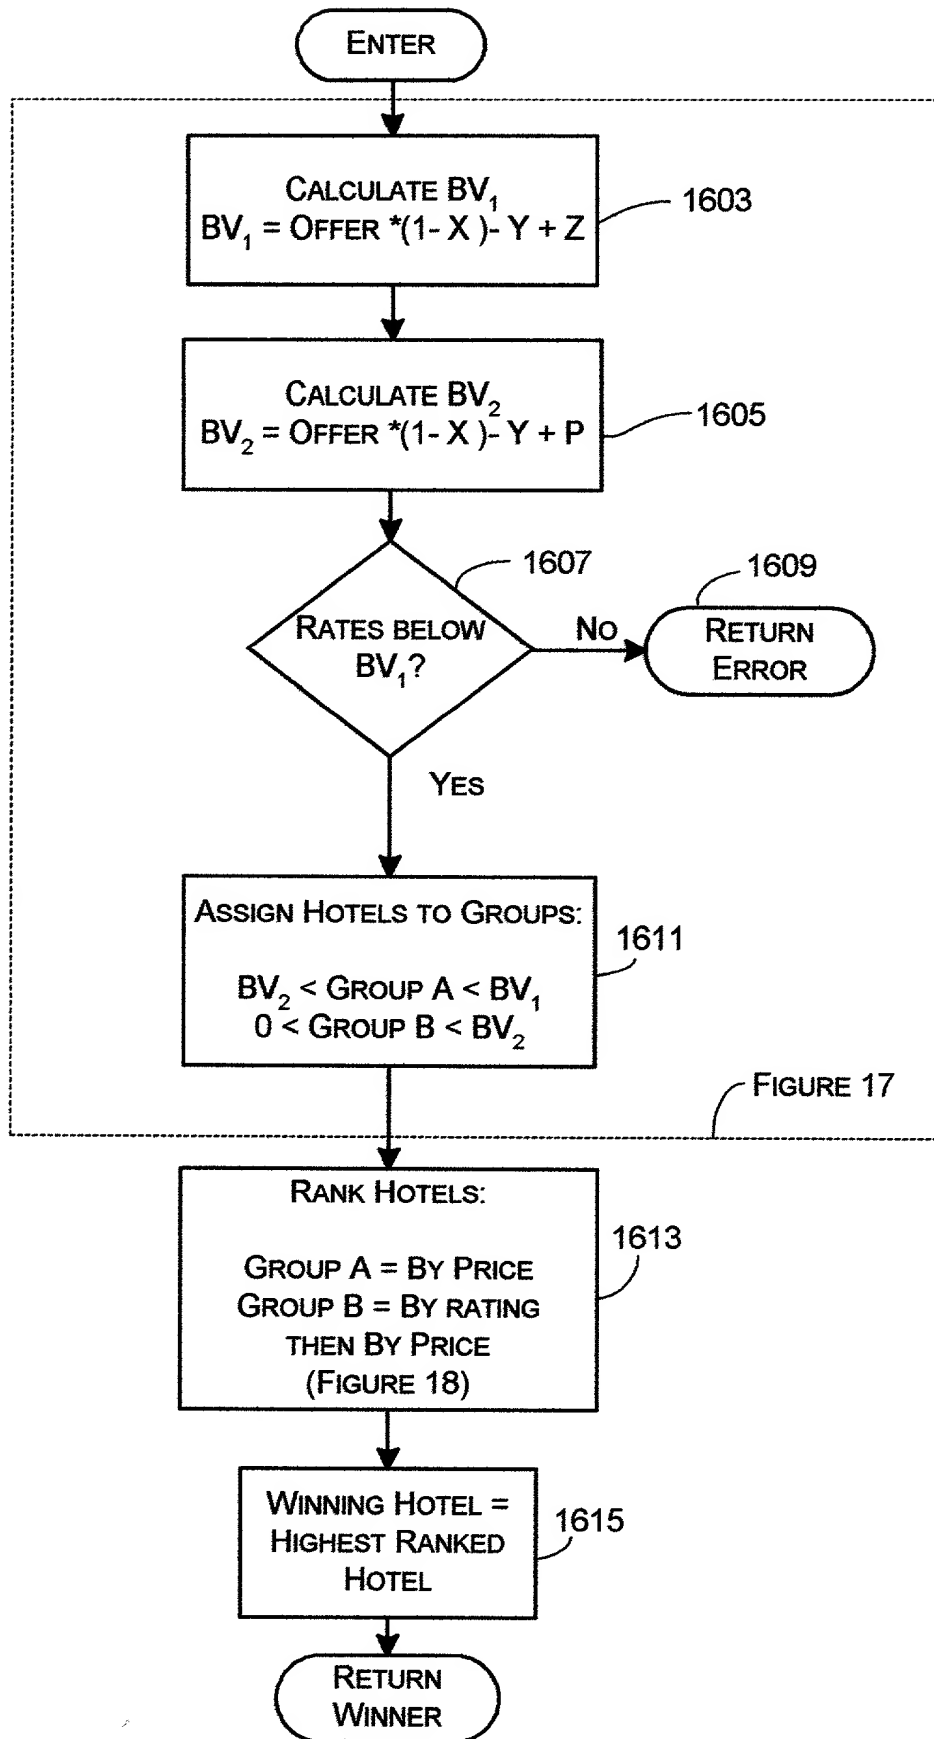 ENTER
CALCULATE BV₁
BV₁ = OFFER *(1- X )- Y + Z
1603
CALCULATE BV₂
BV₂ = OFFER *(1- X )- Y + P
1605
1607
RATES BELOW
BV₁?
NO
1609
RETURN
ERROR
YES
ASSIGN HOTELS TO GROUPS:
BV₂ < GROUP A < BV₁
0 < GROUP B < BV₂
1611
FIGURE 17
RANK HOTELS:
GROUP A = BY PRICE
GROUP B = BY RATING
THEN BY PRICE
(FIGURE 18)
1613
WINNING HOTEL =
HIGHEST RANKED
HOTEL
1615
RETURN
WINNER